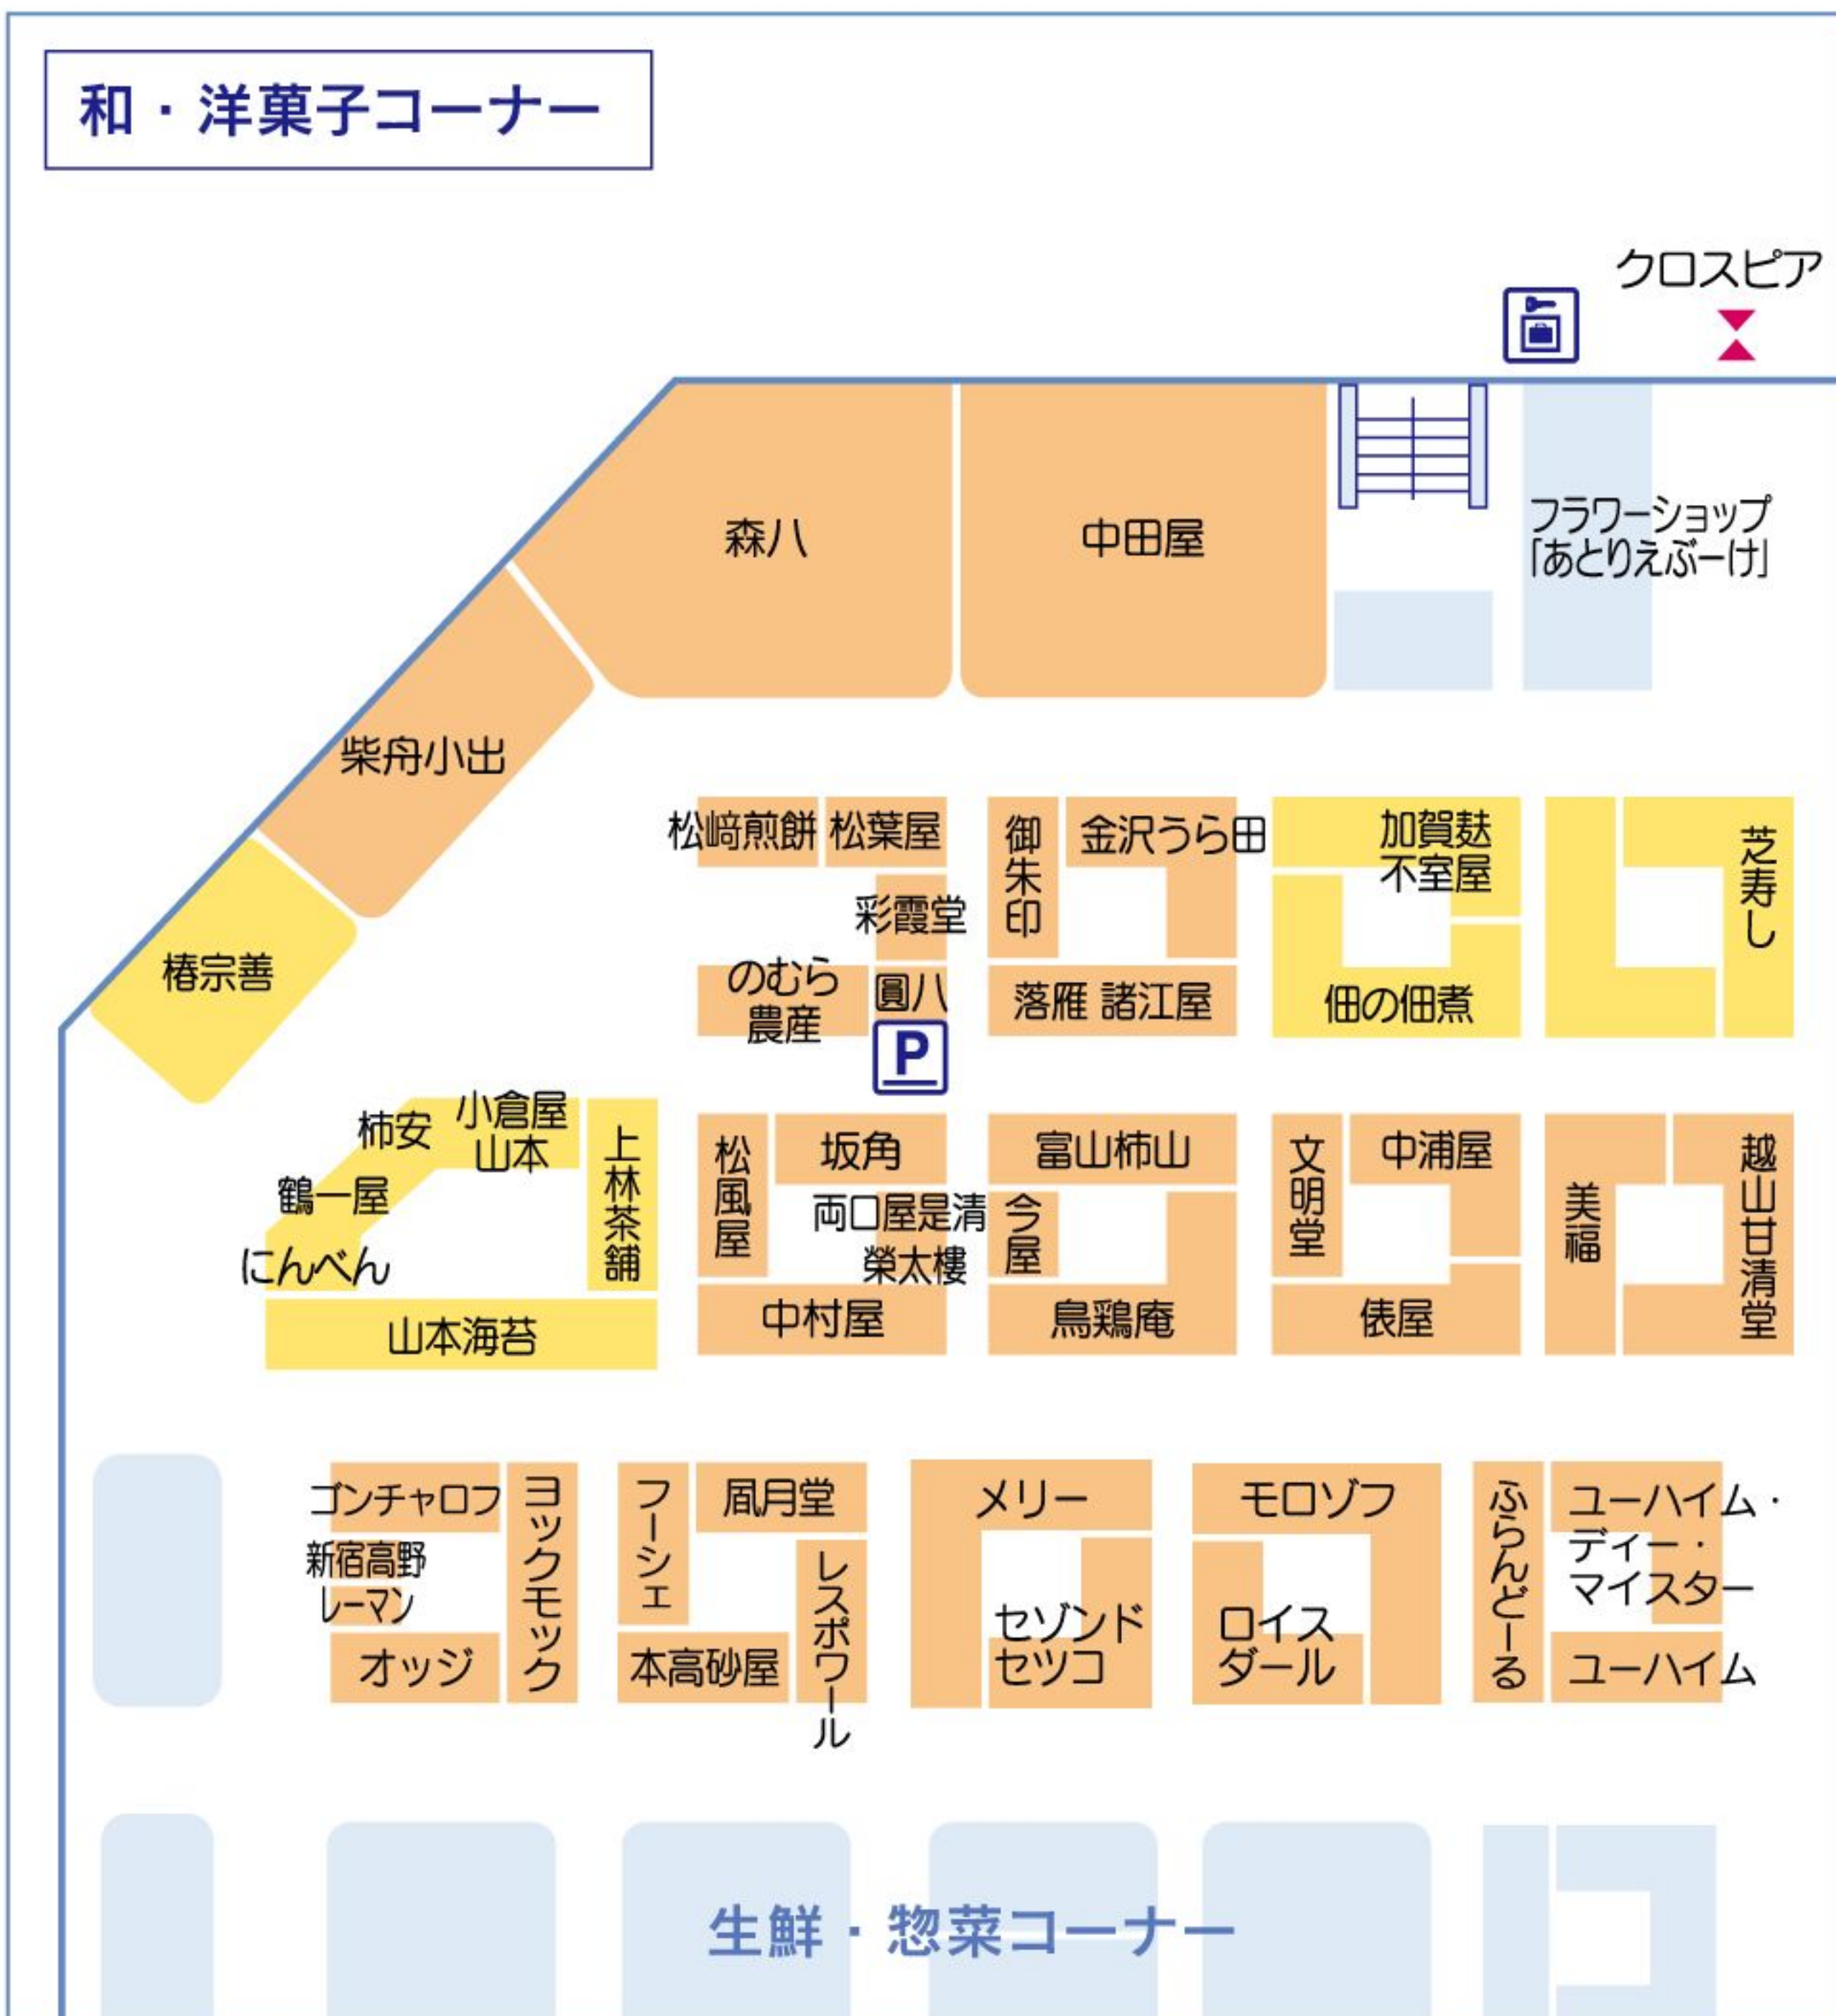 和・洋菓子コーナー
クロスピア
森八
中田屋
フラワーショップ
「あとりえぶーけ」
柴舟小出
椿宗善
松﨑煎餅
松葉屋
彩霞堂
のむら
農産
圓八
P
御朱印
金沢うら田
落雁 諸江屋
加賀麸
不室屋
佃の佃煮
芝寿し
柿安
小倉屋
山本
鶴一屋
にんべん
上林茶舗
山本海苔
松風屋
坂角
両口屋是清
榮太樓
中村屋
富山柿山
今屋
烏鶏庵
文明堂
中浦屋
俵屋
美福
越山甘清堂
ゴンチャロフ
新宿高野
レーマン
オッジ
ヨックモック
フーシェ
凮月堂
本高砂屋
レスポワール
メリー
セゾンド
セツコ
モロゾフ
ロイス
ダール
ふらんどーる
ユーハイム・
ディー・
マイスター
ユーハイム
生鮮・惣菜コーナー